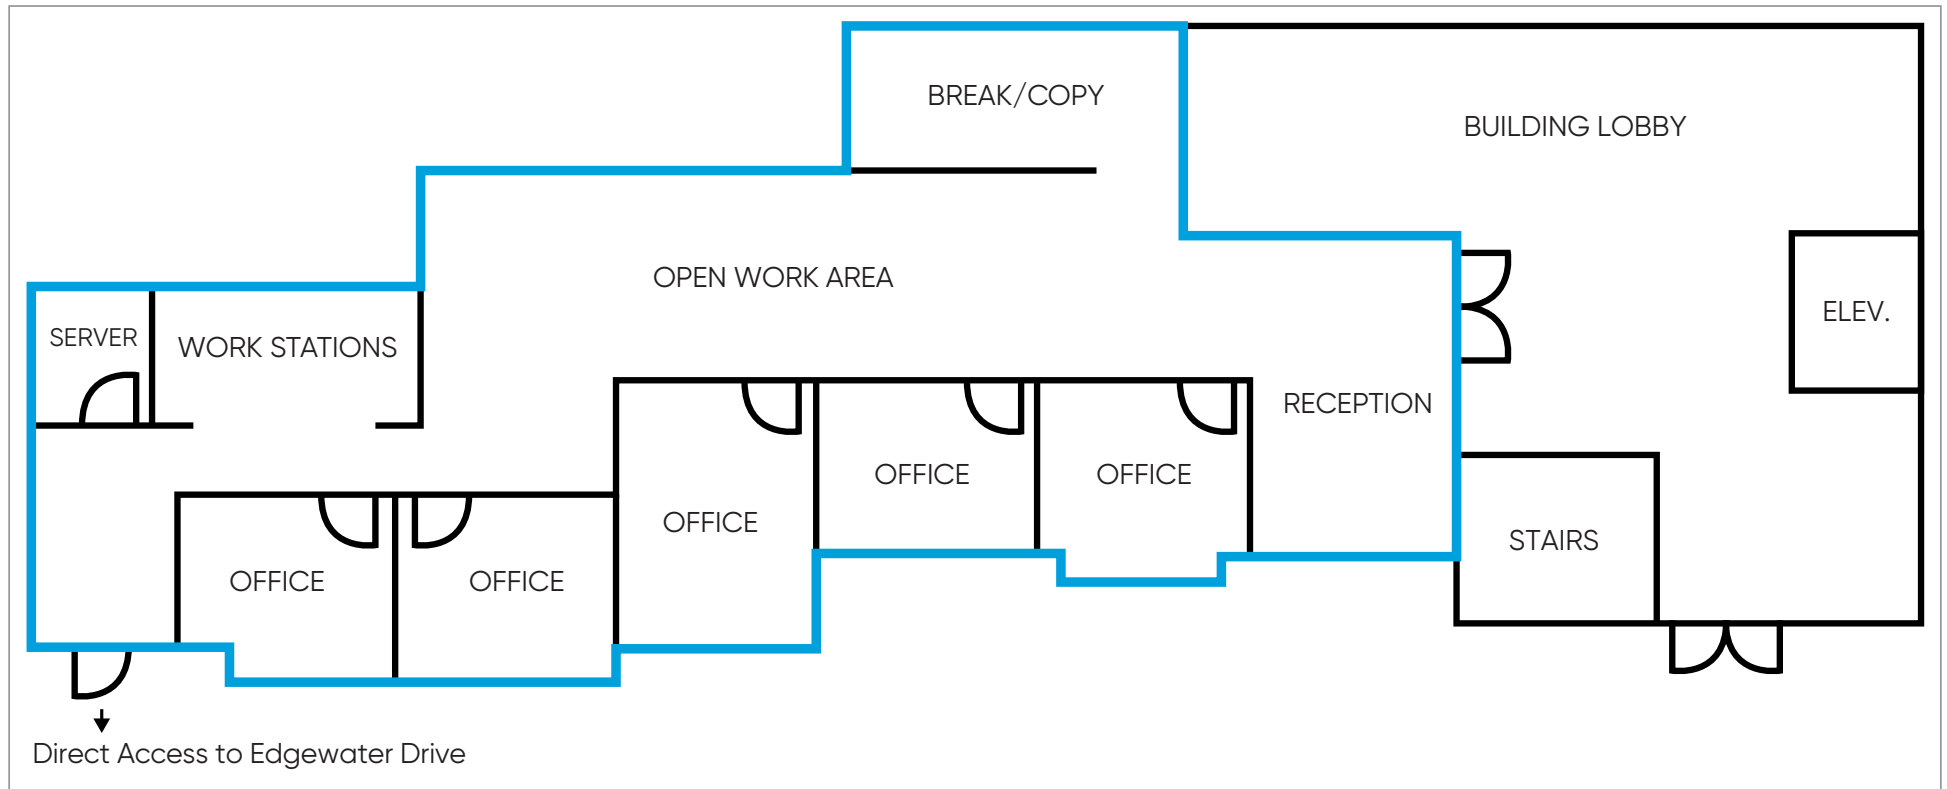 BREAK/COPY
BUILDING LOBBY
OPEN WORK AREA
ELEV.
SERVER
WORK STATIONS
RECEPTION
OFFICE
OFFICE
OFFICE
STAIRS
OFFICE
OFFICE
Direct Access to Edgewater Drive